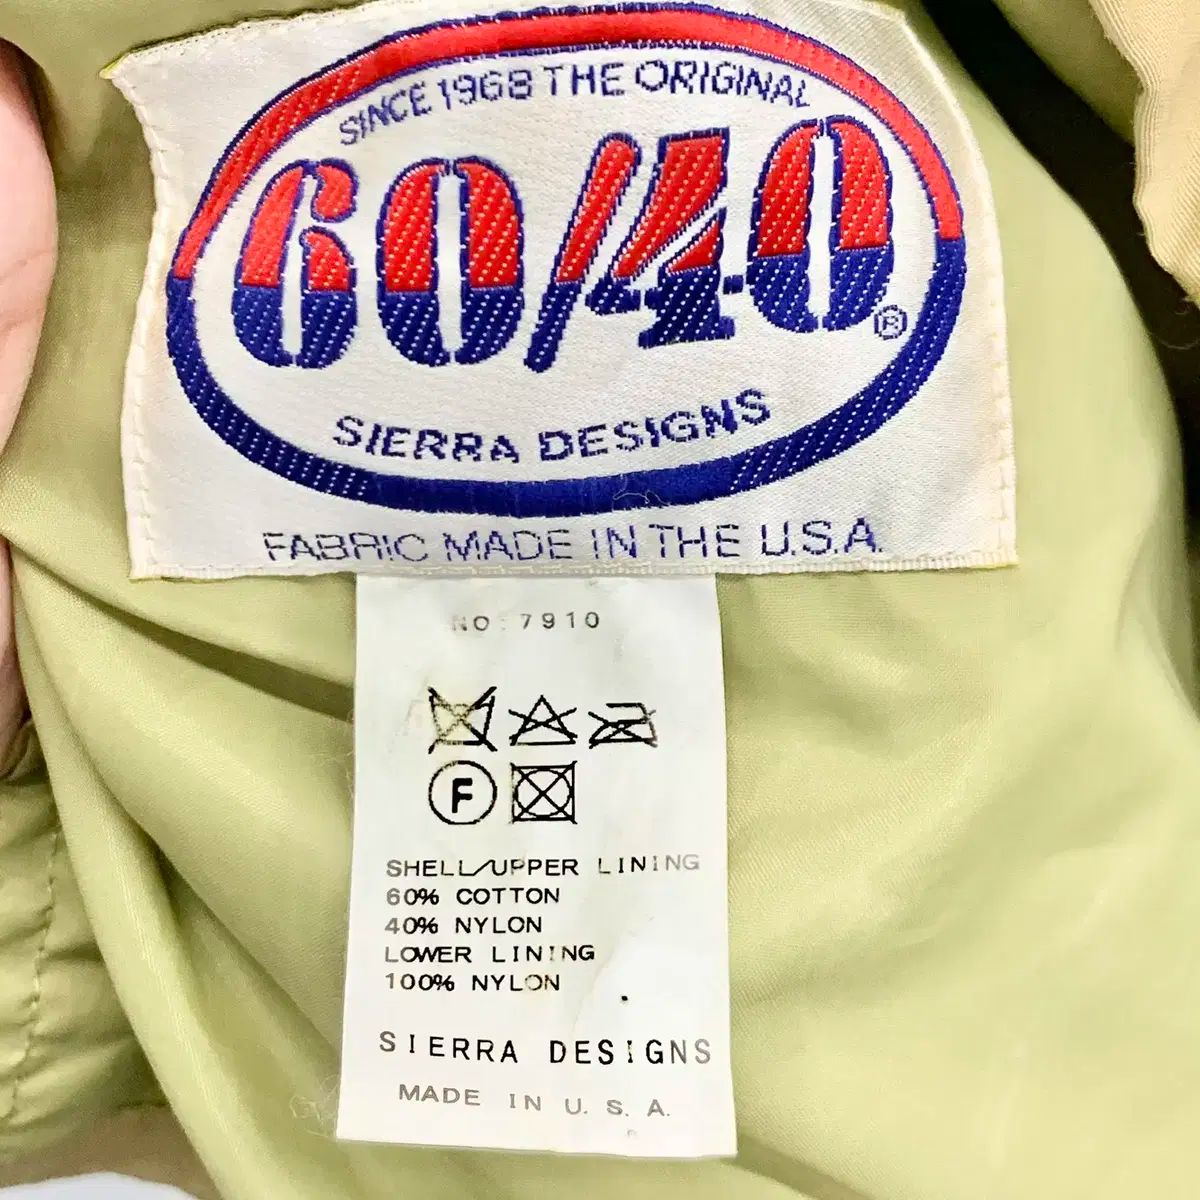 SINCE 1968 THE ORIGINAL
60/40®
SIERRA DESIGNS
FABRIC MADE IN THE U.S.A.
NO:7910
F
SHELL/UPPER LINING
60% COTTON
40% NYLON
LOWER LINING
100% NYLON
SIERRA DESIGNS
MADE IN U.S.A.